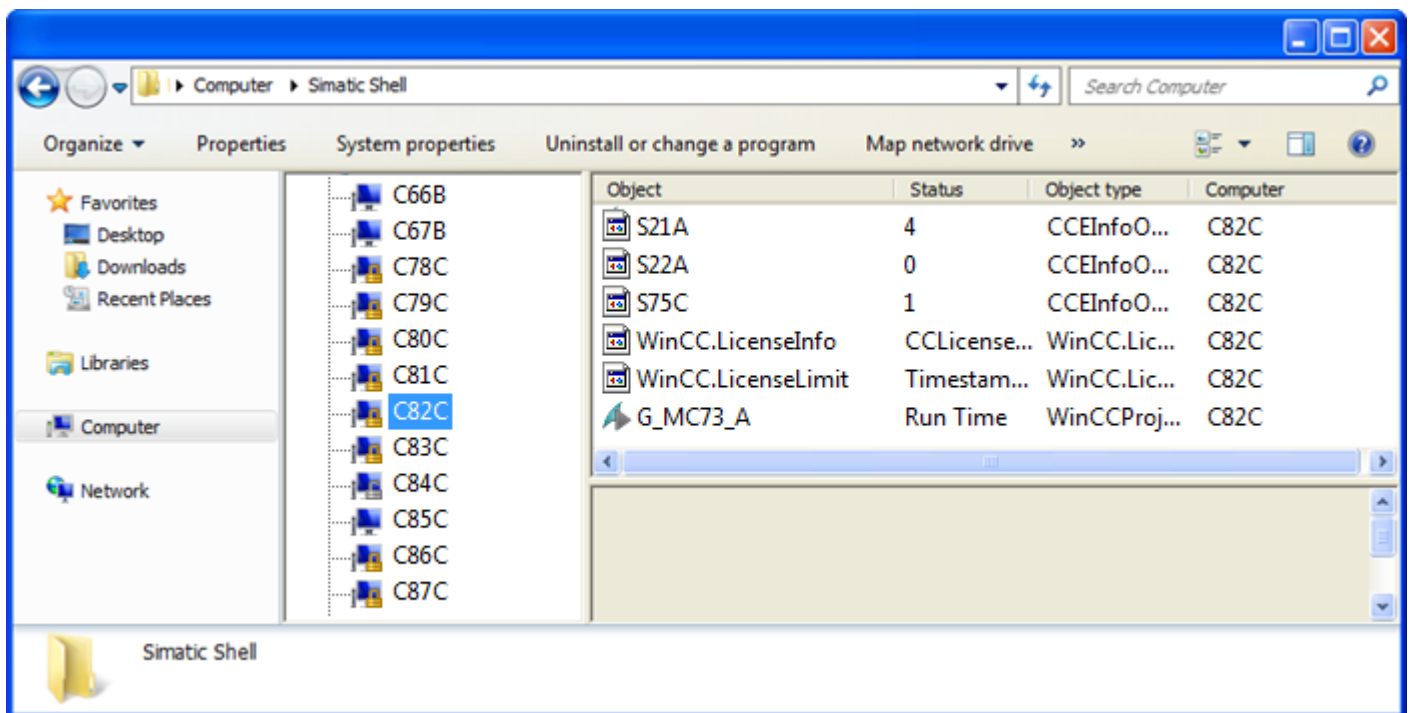 Computer Simatic Shell Search Computer
Organize Properties System properties Uninstall or change a program Map network drive »
Favorites
Desktop
Downloads
Recent Places
Libraries
Computer
Network
C66B
C67B
C78C
C79C
C80C
C81C
C82C
C83C
C84C
C85C
C86C
C87C
Object Status Object type Computer
S21A 4 CCEInfoO... C82C
S22A 0 CCEInfoO... C82C
S75C 1 CCEInfoO... C82C
WinCC.LicenseInfo CCLicense... WinCC.Lic... C82C
WinCC.LicenseLimit Timestam... WinCC.Lic... C82C
G_MC73_A Run Time WinCCProj... C82C
Simatic Shell